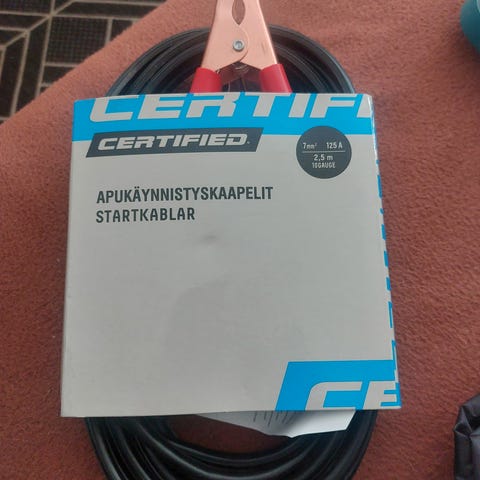 CERTIFI
CERTIFIED
7mm² 125 A
2,5 m
10GAUGE
APUKÄYNNISTYSKAAPELIT
STARTKABLAR
CE